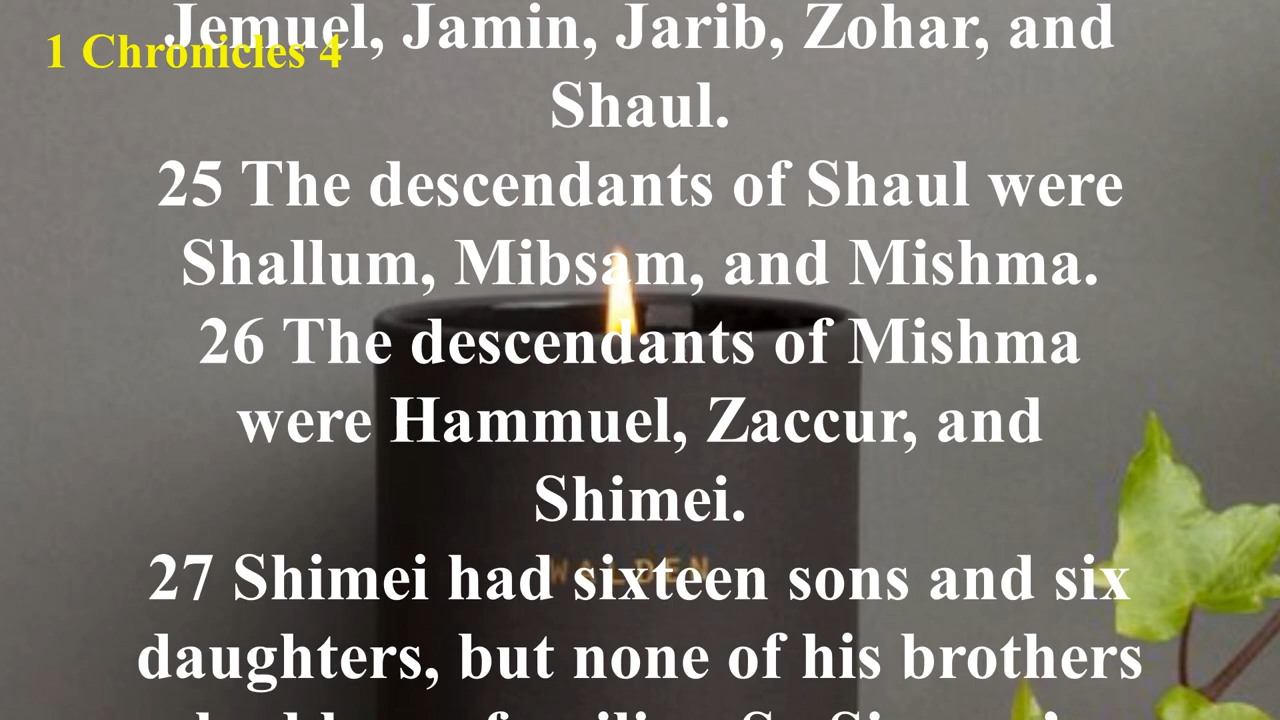 Jemuel, Jamin, Jarib, Zohar, and
1 Chronicles 4
Shaul.
25 The descendants of Shaul were
Shallum, Mibsam, and Mishma.
26 The descendants of Mishma
were Hammuel, Zaccur, and
Shimei.
WALDEN
27 Shimei had sixteen sons and six
daughters, but none of his brothers